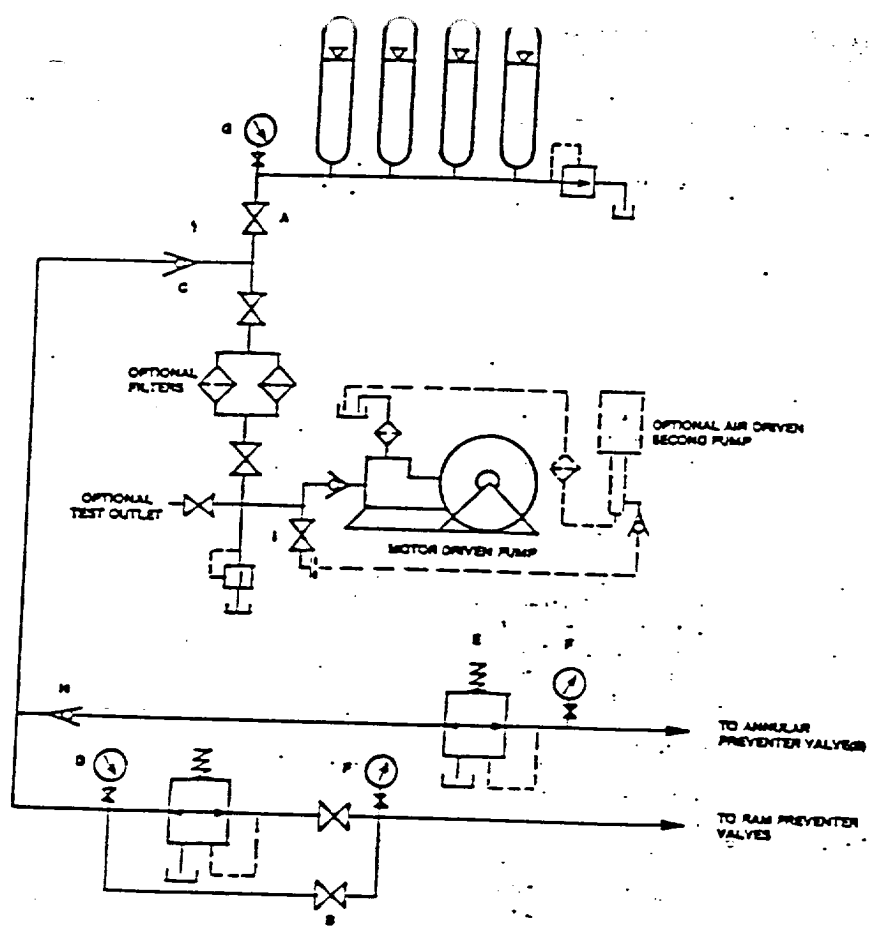 G
A
C
OPTIONAL
FILTERS
OPTIONAL AIR DRIVEN
SECOND PUMP
OPTIONAL
TEST OUTLET
I
MOTOR DRIVEN PUMP
E
F
H
TO ANNULAR
PREVENTER VALVE(S)
D
F
TO RAM PREVENTER
VALVES
B